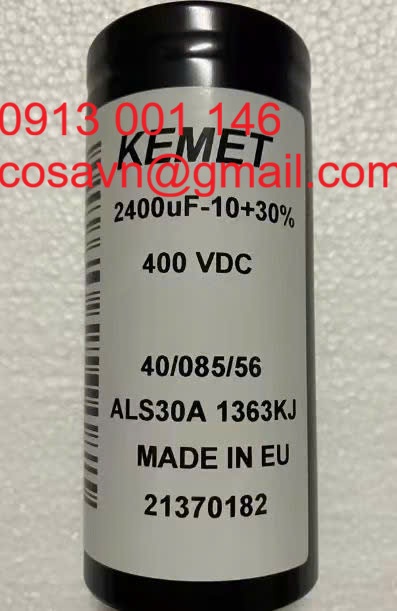 0913 001 146
KEMET
cosavn@gmail.com
2400uF-10+30%
400 VDC
40/085/56
ALS30A 1363KJ
MADE IN EU
21370182